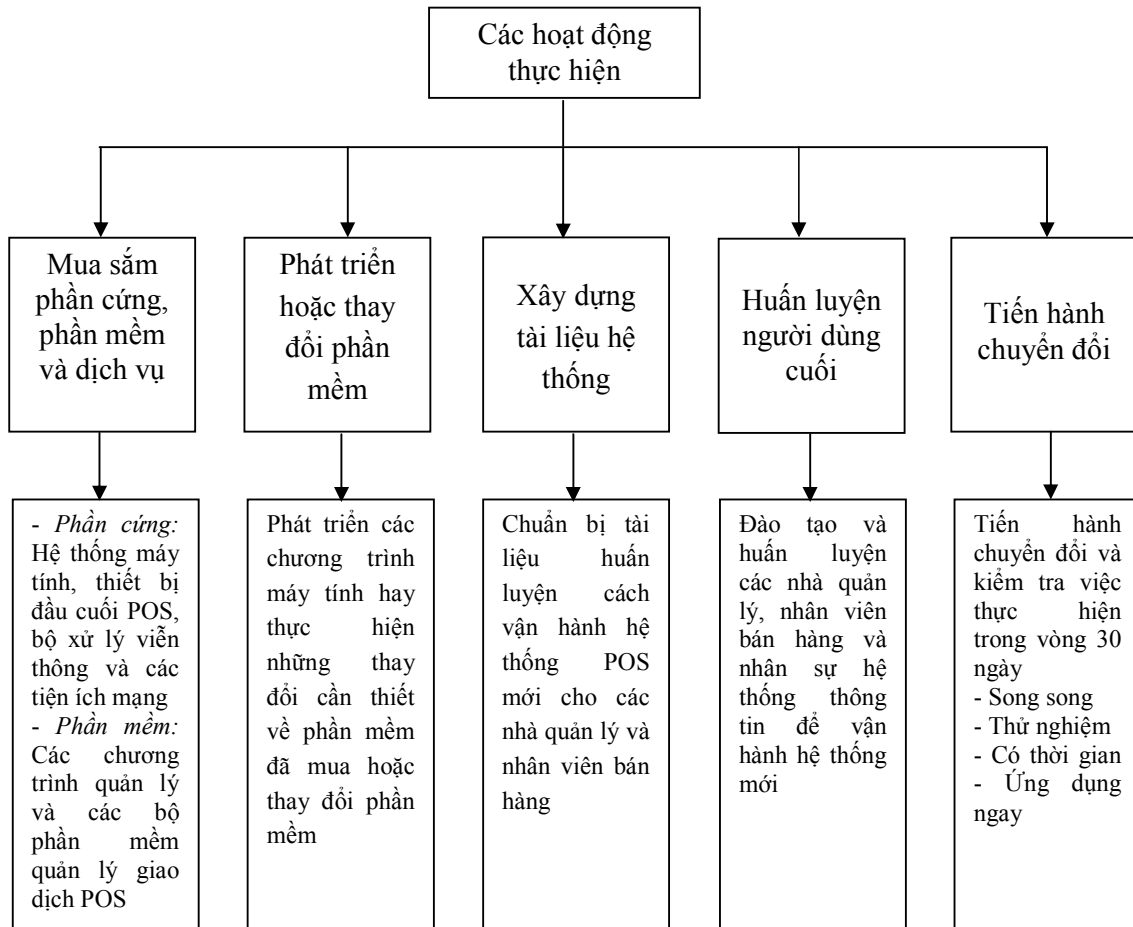 Các hoạt động
thực hiện
Mua sắm
phần cứng,
phần mềm
và dịch vụ
Phát triển
hoặc thay
đổi phần
mềm
Xây dựng
tài liệu hệ
thống
Huấn luyện
người dùng
cuối
Tiến hành
chuyển đổi
- Phần cứng:
Hệ thống máy
tính, thiết bị
đầu cuối POS,
bộ xử lý viễn
thông và các
tiện ích mạng
- Phần mềm:
Các chương
trình quản lý
và các bộ
phần mềm
quản lý giao
dịch POS
Phát triển các
chương trình
máy tính hay
thực hiện
những thay
đổi cần thiết
về phần mềm
đã mua hoặc
thay đổi phần
mềm
Chuẩn bị tài
liệu huấn
luyện cách
vận hành hệ
thống POS
mới cho các
nhà quản lý và
nhân viên bán
hàng
Đào tạo và
huấn luyện
các nhà quản
lý, nhân viên
bán hàng và
nhân sự hệ
thống thông
tin để vận
hành hệ thống
mới
Tiến hành
chuyển đổi và
kiểm tra việc
thực hiện
trong vòng 30
ngày
- Song song
- Thử nghiệm
- Có thời gian
- Ứng dụng
ngay